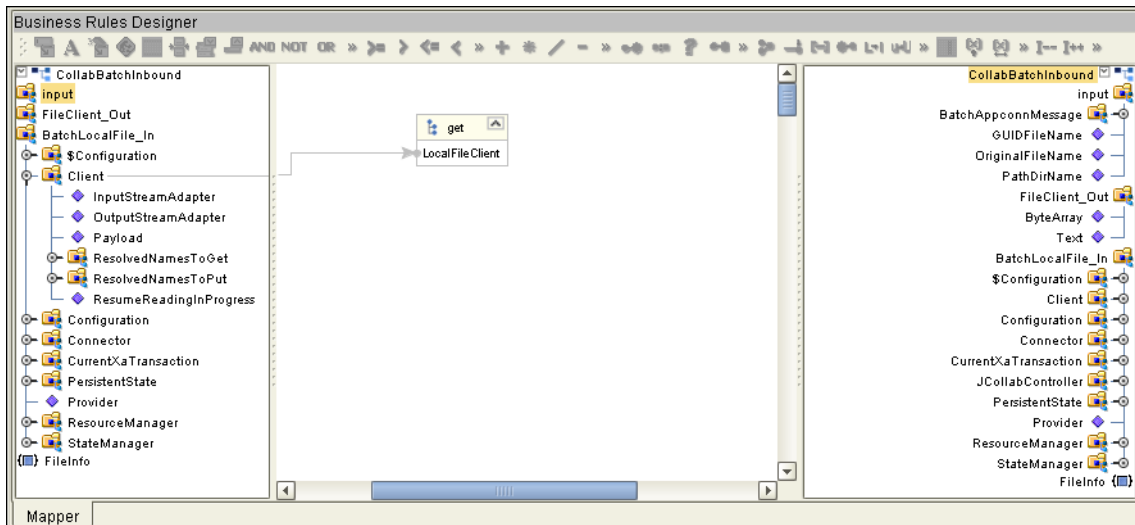 Business Rules Designer
A AND NOT OR » >= > <= < » + * / - » ? » » I-- I++ »
CollabBatchInbound
input
FileClient_Out
BatchLocalFile_In
$Configuration
Client
InputStreamAdapter
OutputStreamAdapter
Payload
ResolvedNamesToGet
ResolvedNamesToPut
ResumeReadingInProgress
Configuration
Connector
CurrentXaTransaction
PersistentState
Provider
ResourceManager
StateManager
FileInfo
get
LocalFileClient
CollabBatchInbound
input
BatchAppconnMessage
GUIDFileName
OriginalFileName
PathDirName
FileClient_Out
ByteArray
Text
BatchLocalFile_In
$Configuration
Client
Configuration
Connector
CurrentXaTransaction
JCollabController
PersistentState
Provider
ResourceManager
StateManager
FileInfo
Mapper